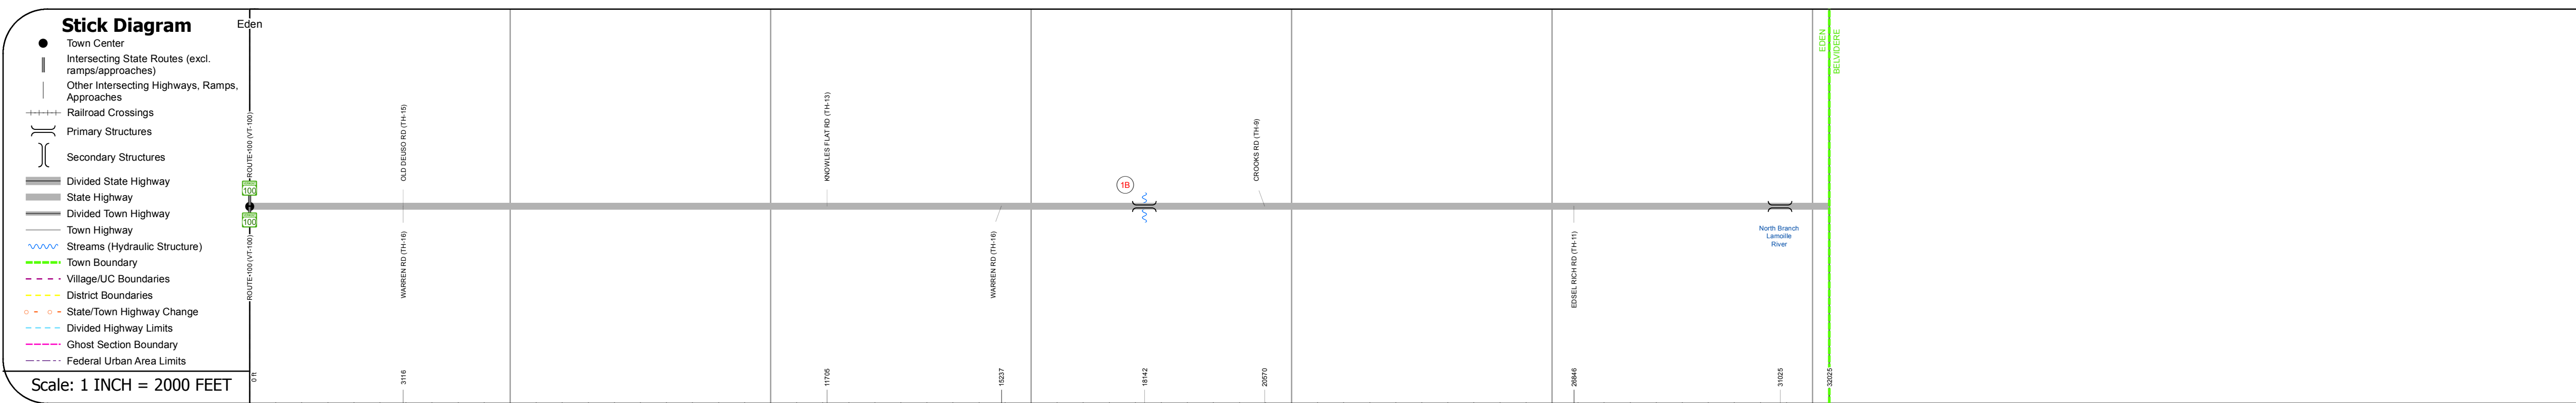 Stick Diagram
Town Center
Intersecting State Routes (excl.
ramps/approaches)
Other Intersecting Highways, Ramps,
Approaches
Railroad Crossings
Primary Structures
Secondary Structures
Divided State Highway
State Highway
Divided Town Highway
Town Highway
Streams (Hydraulic Structure)
Town Boundary
Village/UC Boundaries
District Boundaries
State/Town Highway Change
Divided Highway Limits
Ghost Section Boundary
Federal Urban Area Limits
Scale: 1 INCH = 2000 FEET
Eden
ROUTE-100 (VT-100)
100
100
ROUTE-100 (VT-100)
0 ft
OLD DEUSO RD (TH-15)
WARREN RD (TH-16)
3116
KNOWLES FLAT RD (TH-13)
11705
WARREN RD (TH-16)
15237
1B
18142
CROOKS RD (TH-9)
20570
EDSEL RICH RD (TH-11)
26846
North Branch
Lamoille
River
31025
EDEN
BELVIDERE
32025